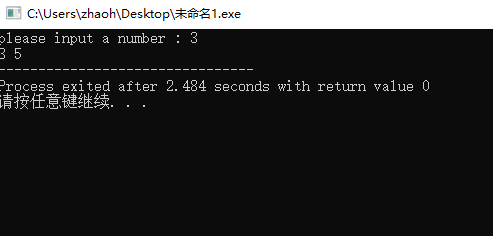 C:\Users\zhaoh\Desktop\未命名1.exe
please input a number : 3
3 5
--------------------------------
Process exited after 2.484 seconds with return value 0
请按任意键继续. . .